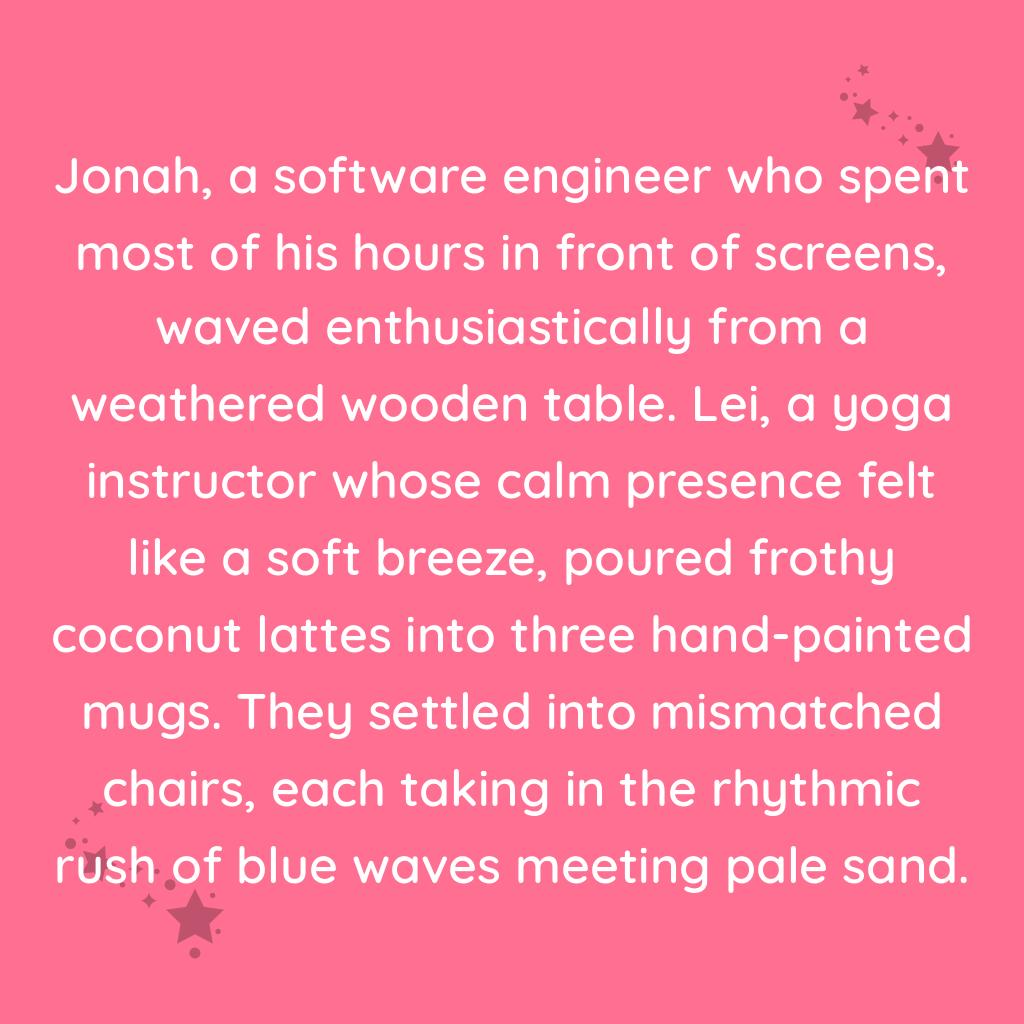 Jonah, a software engineer who spent
most of his hours in front of screens,
waved enthusiastically from a
weathered wooden table. Lei, a yoga
instructor whose calm presence felt
like a soft breeze, poured frothy
coconut lattes into three hand-painted
mugs. They settled into mismatched
chairs, each taking in the rhythmic
rush of blue waves meeting pale sand.